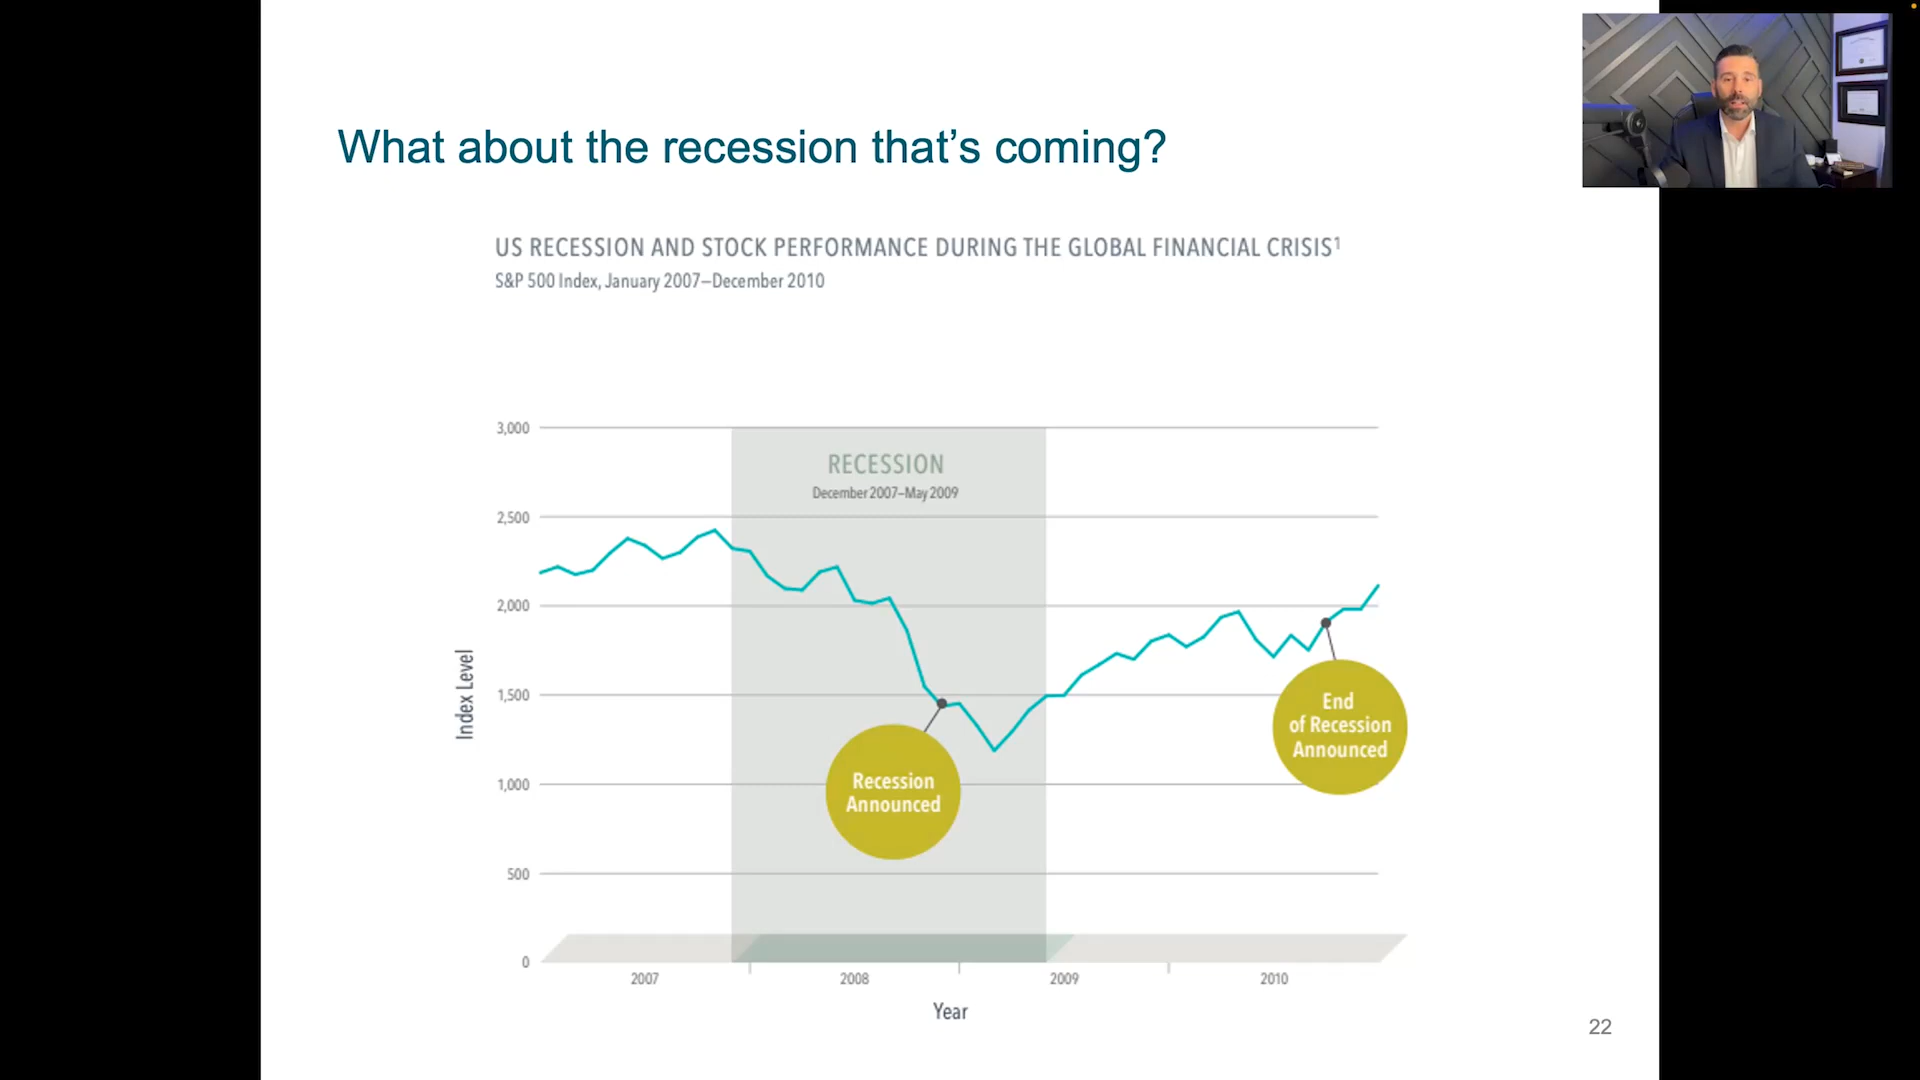 What about the recession that’s coming?
US RECESSION AND STOCK PERFORMANCE DURING THE GLOBAL FINANCIAL CRISIS¹
S&P 500 Index, January 2007–December 2010
3,000
RECESSION
December 2007–May 2009
2,500
2,000
Index Level
1,500
End
of Recession
Announced
Recession
Announced
1,000
500
0
2007
2008
2009
2010
Year
22